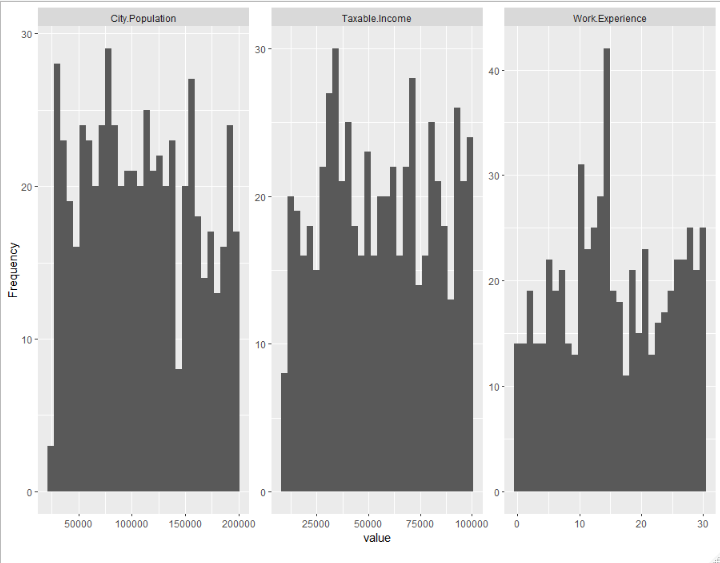 City.Population
Taxable.Income
Work.Experience
Frequency
30
20
10
0
30
20
10
0
40
30
20
10
0
50000 100000 150000 200000
25000 50000 75000 100000
0 10 20 30
value